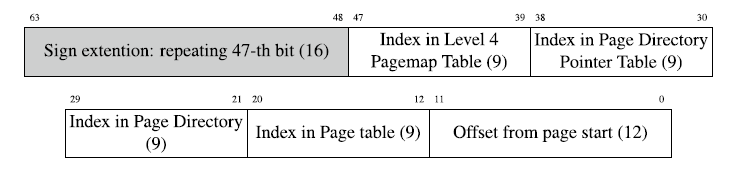 63 48 47 39 38 30
Sign extention: repeating 47-th bit (16)
Index in Level 4
Pagemap Table (9)
Index in Page Directory
Pointer Table (9)
29 21 20 12 11 0
Index in Page Directory
(9)
Index in Page table (9)
Offset from page start (12)